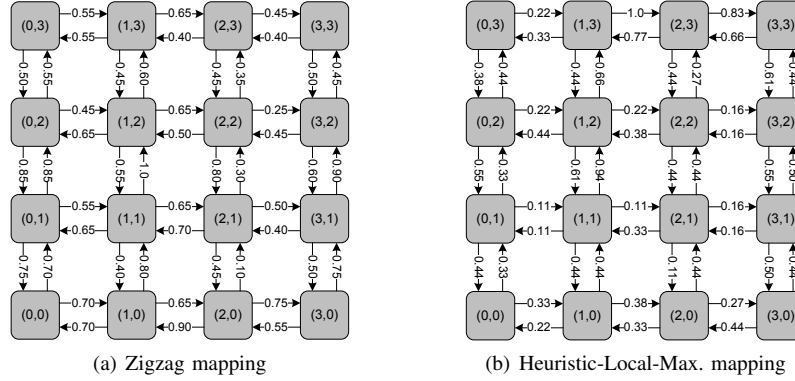 (0,3) 0.55 (1,3) 0.65 (2,3) 0.45 (3,3)
0.55 0.40 0.40
0.50 0.55 0.45 0.60 0.45 0.35 0.50 0.45
(0,2) 0.45 (1,2) 0.65 (2,2) 0.25 (3,2)
0.65 0.50 0.45
0.85 0.85 0.55 1.0 0.80 0.30 0.60 0.90
(0,1) 0.55 (1,1) 0.65 (2,1) 0.50 (3,1)
0.65 0.70 0.40
0.75 0.70 0.40 0.80 0.45 0.10 0.50 0.75
(0,0) 0.70 (1,0) 0.65 (2,0) 0.75 (3,0)
0.70 0.90 0.55
(a) Zigzag mapping
(0,3) 0.22 (1,3) 1.0 (2,3) 0.83 (3,3)
0.33 0.77 0.66
0.38 0.44 0.44 0.66 0.44 0.27 0.61 0.44
(0,2) 0.22 (1,2) 0.22 (2,2) 0.16 (3,2)
0.44 0.38 0.16
0.55 0.33 0.61 0.94 0.44 0.44 0.55 0.50
(0,1) 0.11 (1,1) 0.11 (2,1) 0.16 (3,1)
0.11 0.33 0.16
0.44 0.33 0.44 0.44 0.11 0.44 0.50 0.44
(0,0) 0.33 (1,0) 0.38 (2,0) 0.27 (3,0)
0.22 0.33 0.44
(b) Heuristic-Local-Max. mapping